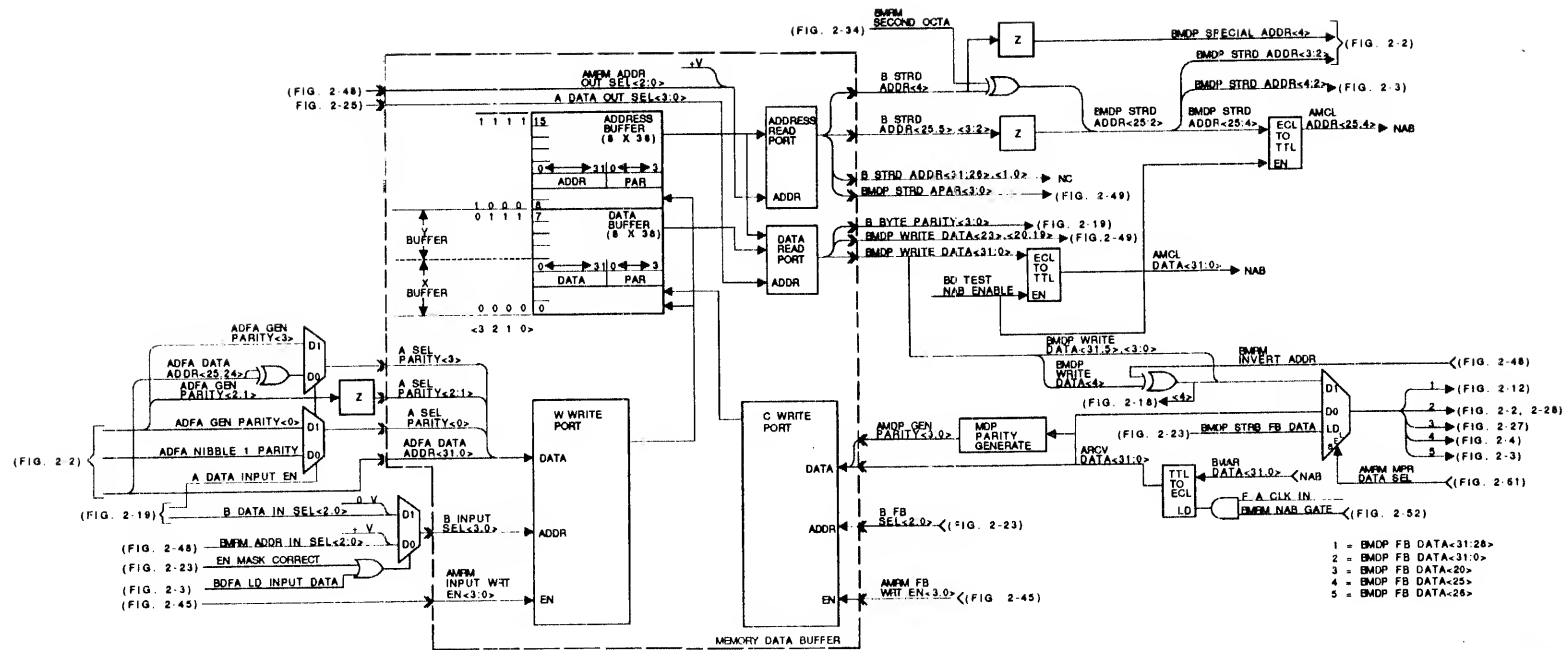 BMRM
SECOND OCTA
(FIG. 2-34)
Z
BMDP SPECIAL ADDR<4>
(FIG. 2-2)
BMDP STRD
ADDR<3:2>
+V
AMRM ADDR
OUT SEL<2:0>
(FIG. 2-48)
A DATA OUT SEL<3:0>
(FIG. 2-25)
B STRD
ADDR<4>
BMDP STRD ADDR<4:2>
(FIG. 2-3)
1 1 1 1
15
ADDRESS
BUFFER
(8 X 36)
ADDRESS
READ
PORT
ADDR
B STRD
ADDR<25:5>,<3:2>
Z
BMDP STRD
ADDR<25:2>
BMDP STRD
ADDR<25:4>
ECL
TO
TTL
EN
AMCL
ADDR<25:4>
NAB
0
31
0
3
ADDR
PAR
B STRD ADDR<31:26>,<1:0>
NC
BMDP STRD APAR<3:0>
(FIG. 2-49)
1 0 0 0
8
0 1 1 1
7
DATA
BUFFER
(8 X 36)
Y
BUFFER
X
BUFFER
DATA
READ
PORT
ADDR
B BYTE PARITY<3:0>
(FIG. 2-19)
BMDP WRITE DATA<23>,<20:19>
(FIG.2-49)
BMDP WRITE DATA<31:0>
ECL
TO
TTL
EN
AMCL
DATA<31:0>
NAB
0
31
0
3
DATA
PAR
BD TEST
NAB ENABLE
0 0 0 0
0
<3 2 1 0>
ADFA GEN
PARITY<3>
D1
D0
ADFA DATA
ADDR<25:24>
A SEL
PARITY<3>
ADFA GEN
PARITY<2:1>
Z
A SEL
PARITY<2:1>
BMDP WRITE
DATA<31:5>,<3:0>
BMDP
WRITE
DATA<4>
BMRM
INVERT ADDR
(FIG. 2-48)
<4>
(FIG. 2-18)
ADFA GEN PARITY<0>
D1
D0
A SEL
PARITY<0>
ADFA NIBBLE 1 PARITY
ADFA DATA
ADDR<31:0>
(FIG. 2-2)
A DATA INPUT EN
(FIG. 2-19)
W WRITE
PORT
DATA
ADDR
EN
C WRITE
PORT
DATA
ADDR
EN
AMDP GEN
PARITY<3:0>
MDP
PARITY
GENERATE
D1
D0
LD
(FIG. 2-23)
BMDP STRB FB DATA
1
(FIG. 2-12)
2
(FIG. 2-2, 2-28)
3
(FIG. 2-27)
4
(FIG. 2-4)
5
(FIG. 2-3)
ARCV
DATA<31:0>
TTL
TO
ECL
LD
BMAR
DATA<31:0>
NAB
AMRM MPR
DATA SEL
(FIG. 2-61)
F A CLK IN
BMRM NAB GATE
(FIG. 2-52)
0 V
B DATA IN SEL<2:0>
D1
D0
+ V
BMRM ADDR IN SEL<2:0>
(FIG. 2-48)
B INPUT
SEL<3:0>
B FB
SEL<2:0>
(FIG. 2-23)
EN MASK CORRECT
(FIG. 2-23)
BDFA LD INPUT DATA
(FIG. 2-3)
(FIG. 2-45)
AMRM
INPUT WRT
EN<3:0>
AMRM FB
WRT EN<3:0>
(FIG 2-45)
1 = BMDP FB DATA<31:28>
2 = BMDP FB DATA<31:0>
3 = BMDP FB DATA<20>
4 = BMDP FB DATA<25>
5 = BMDP FB DATA<26>
MEMORY DATA BUFFER